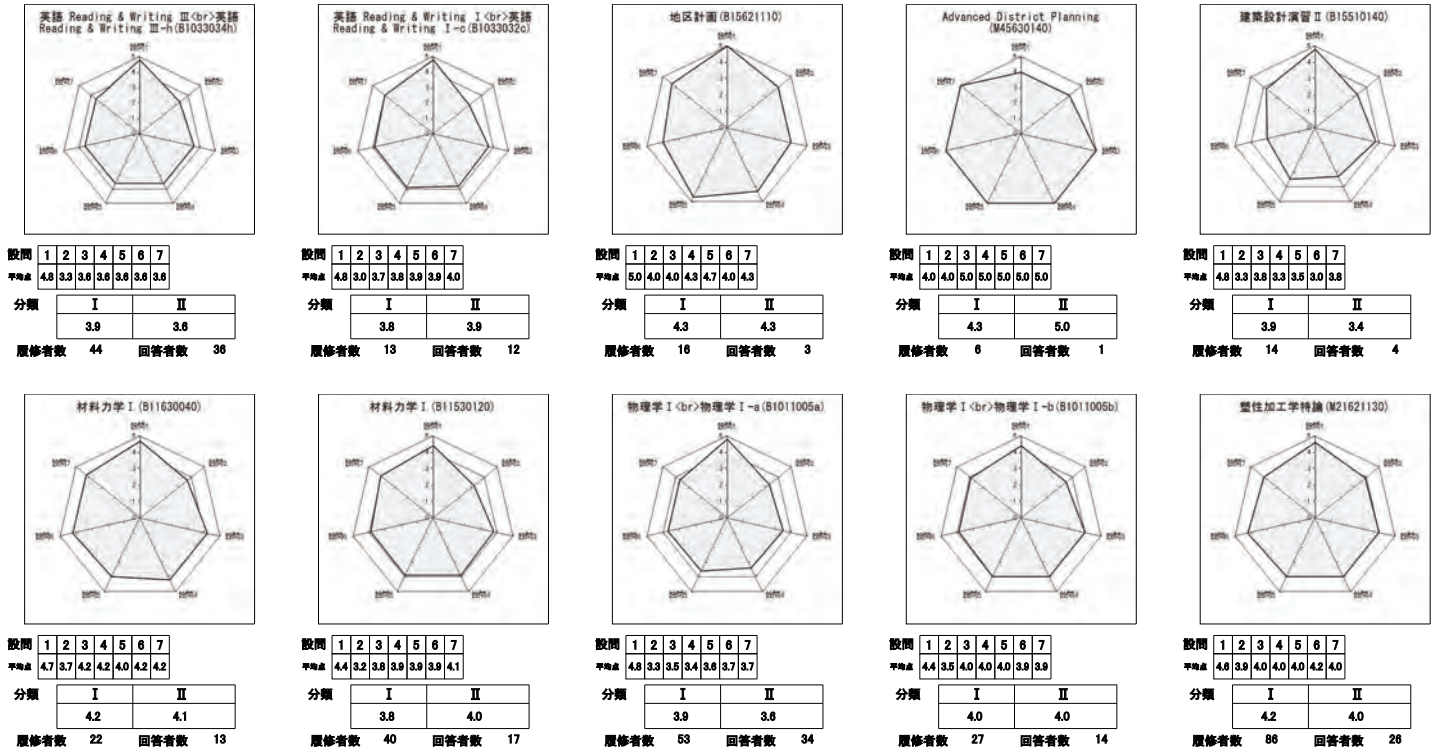 英語 Reading & Writing Ⅲ<br>英語
Reading & Writing Ⅲ-h(B1033034h)
設問 1 2 3 4 5 6 7
平均点 4.8 3.3 3.6 3.6 3.6 3.6 3.6
分類 Ⅰ Ⅱ
3.9 3.6
履修者数 44 回答者数 36
英語 Reading & Writing Ⅰ<br>英語
Reading & Writing Ⅰ-c(B1033032c)
設問 1 2 3 4 5 6 7
平均点 4.8 3.0 3.7 3.8 3.9 3.9 4.0
分類 Ⅰ Ⅱ
3.8 3.9
履修者数 13 回答者数 12
地区計画(B15621110)
設問 1 2 3 4 5 6 7
平均点 5.0 4.0 4.0 4.3 4.7 4.0 4.3
分類 Ⅰ Ⅱ
4.3 4.3
履修者数 16 回答者数 3
Advanced District Planning
(M45630140)
設問 1 2 3 4 5 6 7
平均点 4.0 4.0 5.0 5.0 5.0 5.0 5.0
分類 Ⅰ Ⅱ
4.3 5.0
履修者数 6 回答者数 1
建築設計演習Ⅱ(B15510140)
設問 1 2 3 4 5 6 7
平均点 4.8 3.3 3.8 3.3 3.5 3.0 3.8
分類 Ⅰ Ⅱ
3.9 3.4
履修者数 14 回答者数 4
材料力学Ⅰ(B11630040)
設問 1 2 3 4 5 6 7
平均点 4.7 3.7 4.2 4.2 4.0 4.2 4.2
分類 Ⅰ Ⅱ
4.2 4.1
履修者数 22 回答者数 13
材料力学Ⅰ(B11530120)
設問 1 2 3 4 5 6 7
平均点 4.4 3.2 3.8 3.9 3.9 3.9 4.1
分類 Ⅰ Ⅱ
3.8 4.0
履修者数 40 回答者数 17
物理学Ⅰ<br>物理学Ⅰ-a(B1011005a)
設問 1 2 3 4 5 6 7
平均点 4.8 3.3 3.5 3.4 3.6 3.7 3.7
分類 Ⅰ Ⅱ
3.9 3.6
履修者数 53 回答者数 34
物理学Ⅰ<br>物理学Ⅰ-b(B1011005b)
設問 1 2 3 4 5 6 7
平均点 4.4 3.5 4.0 4.0 4.0 3.9 3.9
分類 Ⅰ Ⅱ
4.0 4.0
履修者数 27 回答者数 14
塑性加工学特論(M21621130)
設問 1 2 3 4 5 6 7
平均点 4.6 3.9 4.0 4.0 4.0 4.2 4.0
分類 Ⅰ Ⅱ
4.2 4.0
履修者数 86 回答者数 26